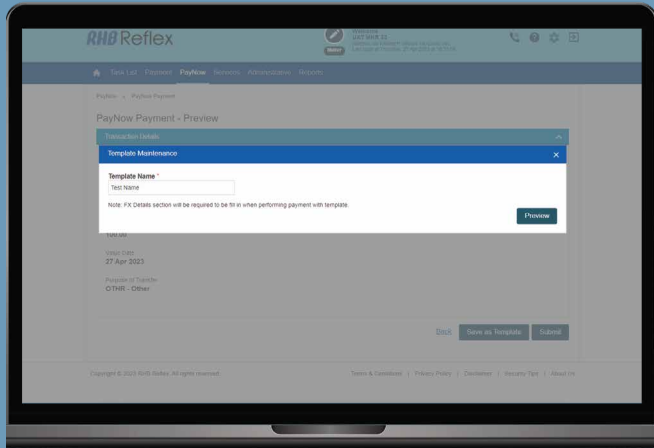 RHB Reflex
UAT BNR 33
Maker
Task List Payment PayNow Services Administration Reports
PayNow > PayNow Payment
PayNow Payment - Preview
Transaction Details
Template Maintenance
Template Name *
Test Name
Note: FX Details section will be required to be fill in when performing payment with template.
Preview
100.00
Value Date
27 Apr 2023
Purpose of Transfer
OTHR - Other
Back Save as Template Submit
Copyright © 2023 RHB Reflex. All rights reserved. Terms & Conditions | Privacy Policy | Disclaimer | Security Tips | About Us